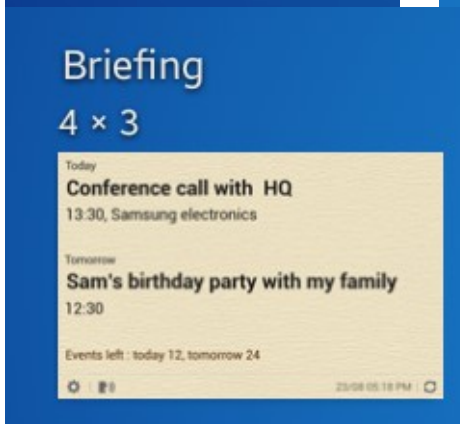 Briefing
4 × 3
Today
Conference call with HQ
13:30, Samsung electronics
Tomorrow
Sam's birthday party with my family
12:30
Events left : today 12, tomorrow 24
23/08 05:18 PM